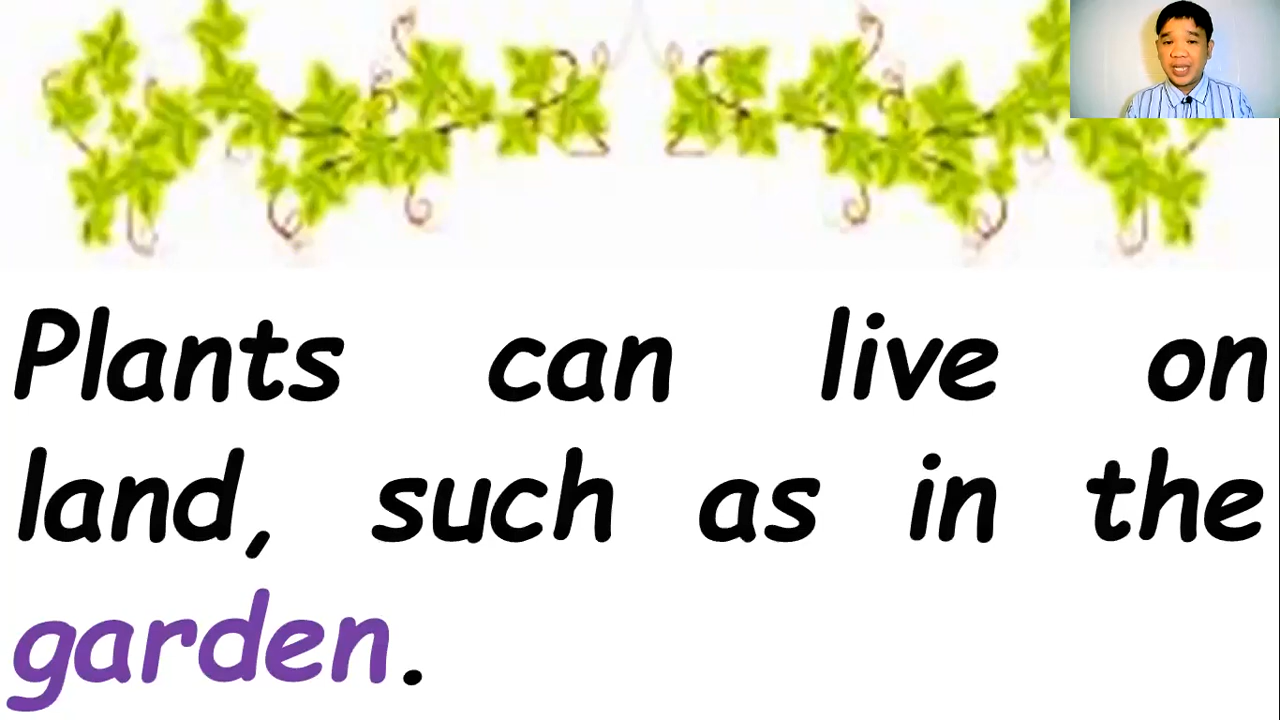 Plants can live on
land, such as in the
garden.